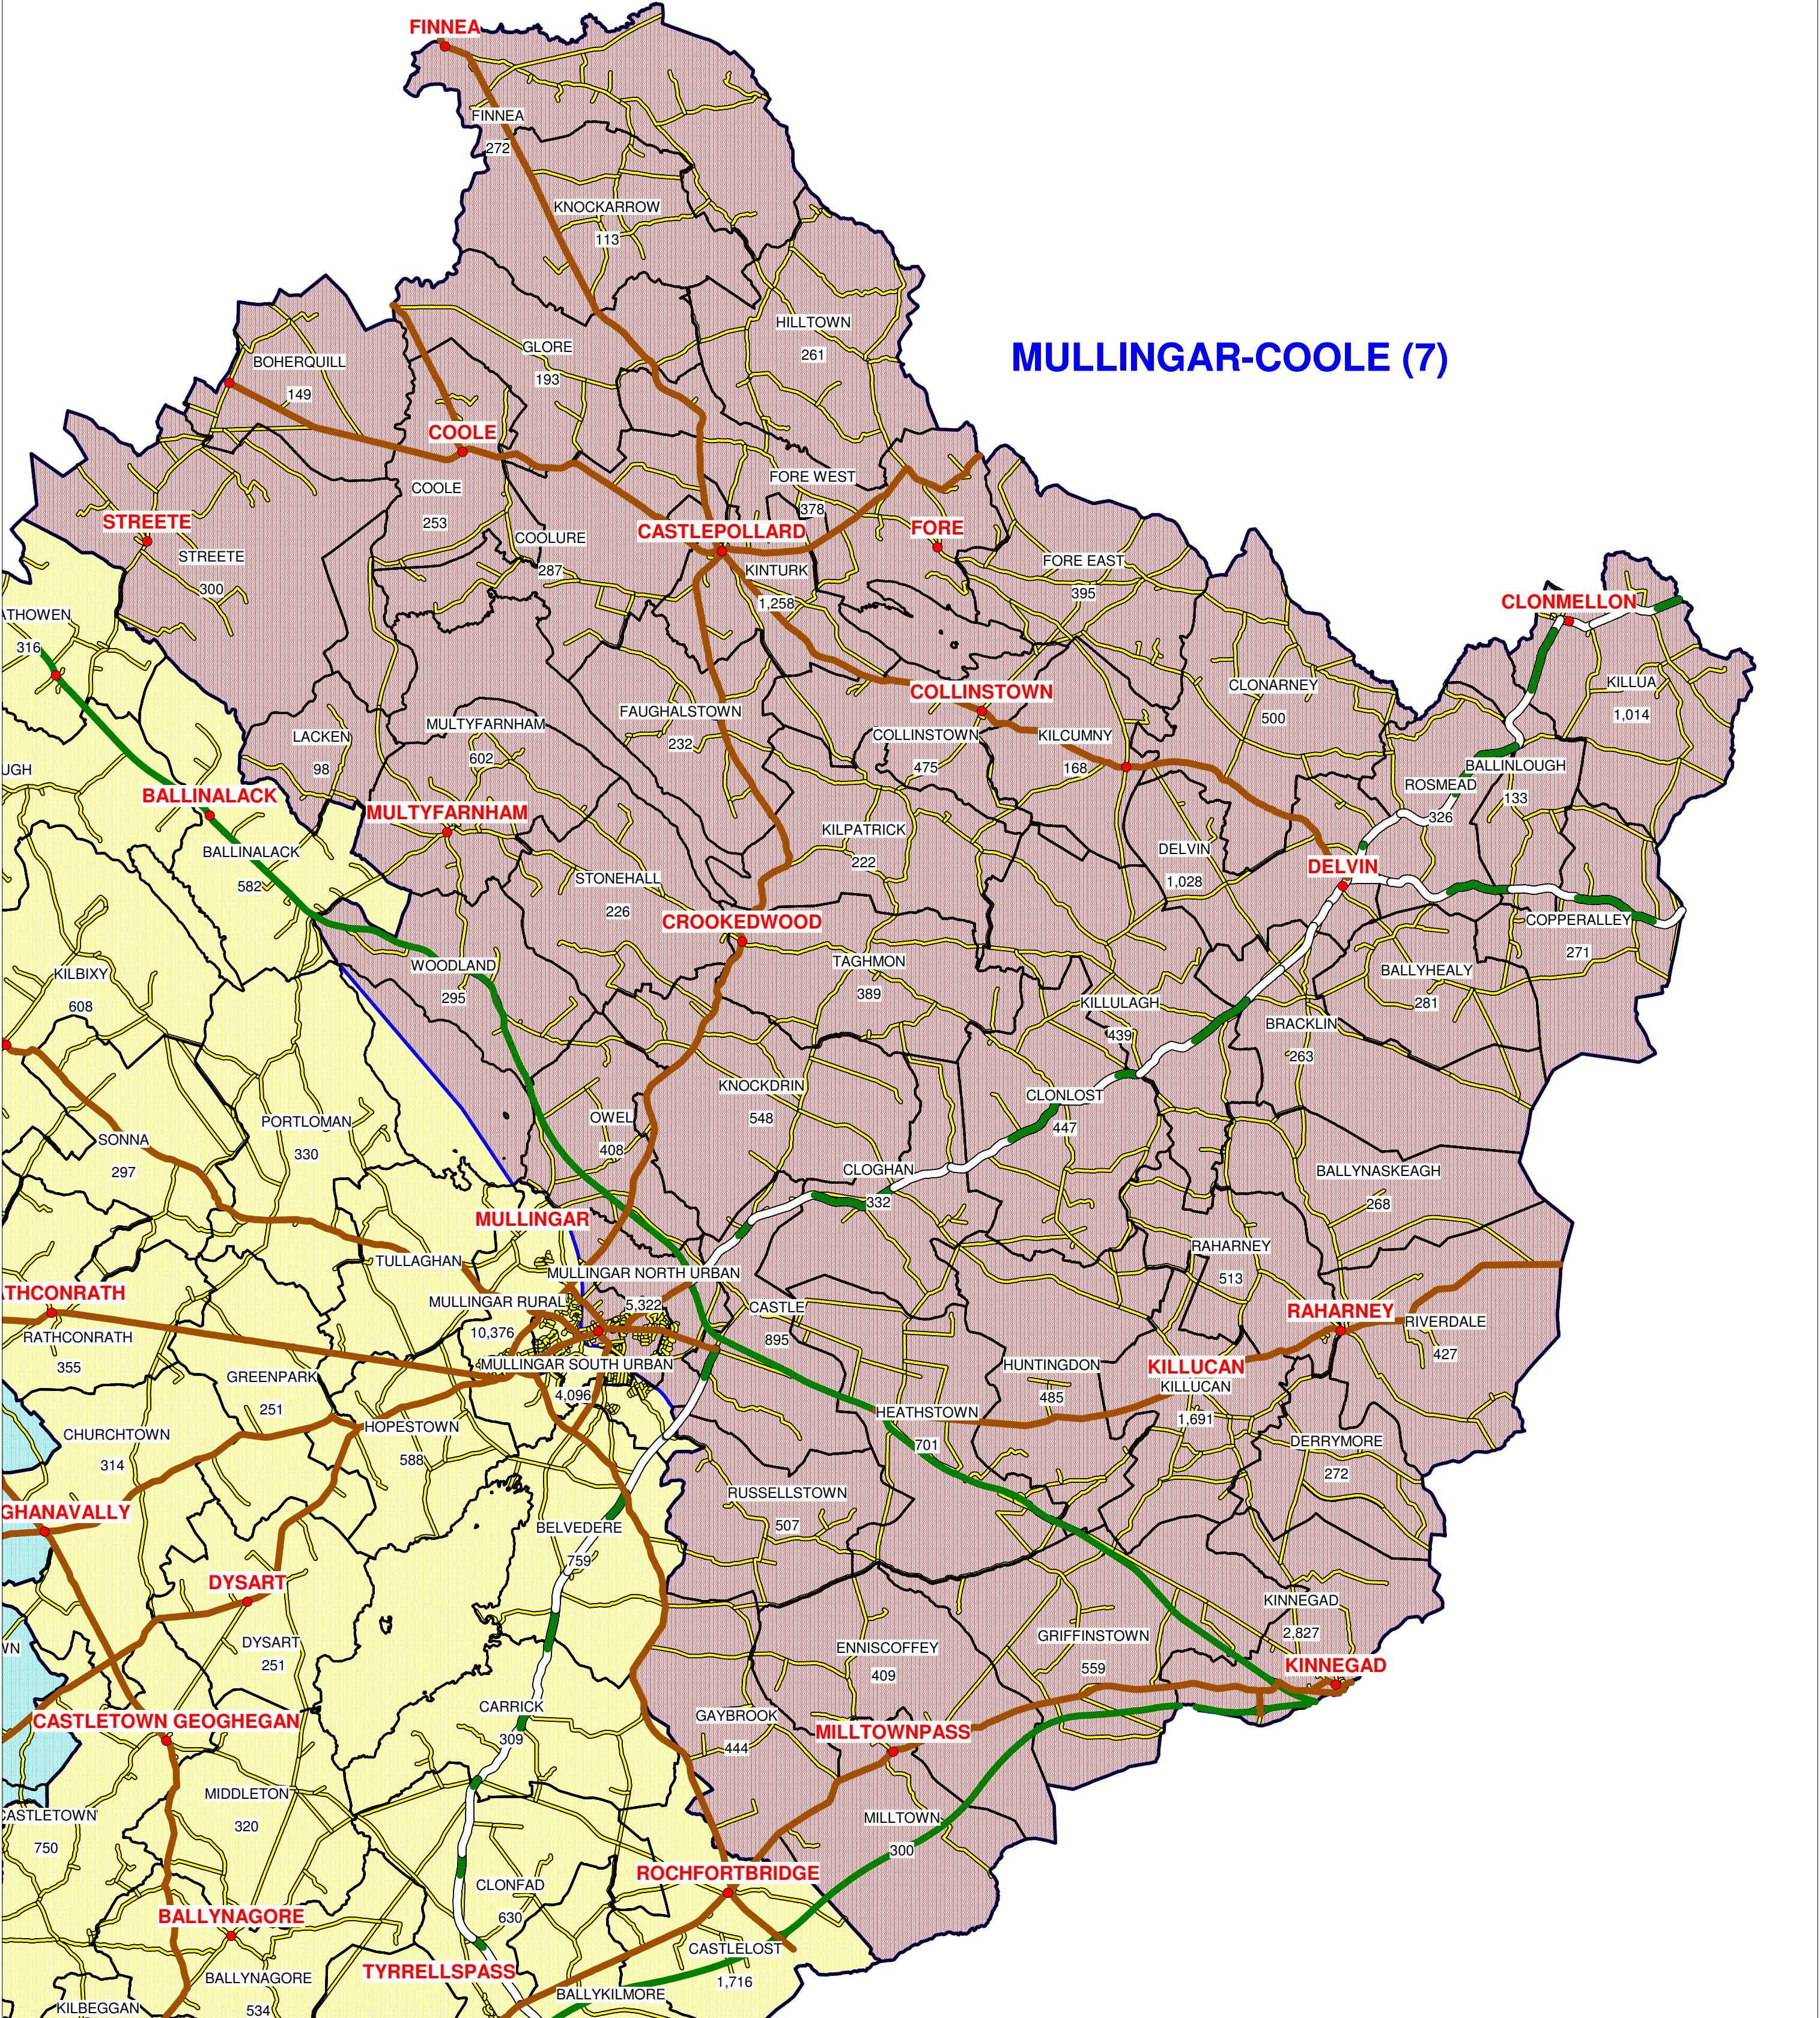 FINNEA
FINNEA
272
KNOCKARROW
113
HILLTOWN
261
MULLINGAR-COOLE (7)
GLORE
193
BOHERQUILL
149
COOLE
COOLE
253
FORE WEST
378
STREETE
STREETE
300
CASTLEPOLLARD
FORE
COOLURE
287
KINTURK
1,258
FORE EAST
395
CLONMELLON
ATHOWEN
316
KILLUA
1,014
COLLINSTOWN
CLONARNEY
500
FAUGHALSTOWN
232
MULTYFARNHAM
602
LACKEN
98
COLLINSTOWN
475
KILCUMNY
168
BALLINLOUGH
133
ROSMEAD
326
UGH
BALLINALACK
MULTYFARNHAM
BALLINALACK
582
KILPATRICK
222
DELVIN
1,028
DELVIN
STONEHALL
226
CROOKEDWOOD
COPPERALLEY
271
WOODLAND
295
TAGHMON
389
BALLYHEALY
281
KILBIXY
608
KILLULAGH
439
BRACKLIN
263
KNOCKDRIN
548
CLONLOST
447
OWEL
408
PORTLOMAN
330
SONNA
297
CLOGHAN
332
BALLYNASKEAGH
268
MULLINGAR
TULLAGHAN
RAHARNEY
513
MULLINGAR NORTH URBAN
5,322
ATHCONRATH
MULLINGAR RURAL
10,376
CASTLE
895
RAHARNEY
RIVERDALE
427
RATHCONRATH
355
MULLINGAR SOUTH URBAN
4,096
HUNTINGDON
485
KILLUCAN
KILLUCAN
1,691
GREENPARK
251
HEATHSTOWN
701
HOPESTOWN
588
CHURCHTOWN
314
DERRYMORE
272
GHANAVALLY
RUSSELLSTOWN
507
BELVEDERE
759
DYSART
KINNEGAD
2,827
DYSART
251
WN
ENNISCOFFEY
409
GRIFFINSTOWN
559
KINNEGAD
CARRICK
309
GAYBROOK
444
MILLTOWNPASS
CASTLETOWN GEOGHEGAN
MIDDLETON
320
CASTLETOWN
750
MILLTOWN
300
ROCHFORTBRIDGE
CLONFAD
630
BALLYNAGORE
CASTLELOST
1,716
TYRRELLSPASS
BALLYNAGORE
534
BALLYKILMORE
KILBEGGAN